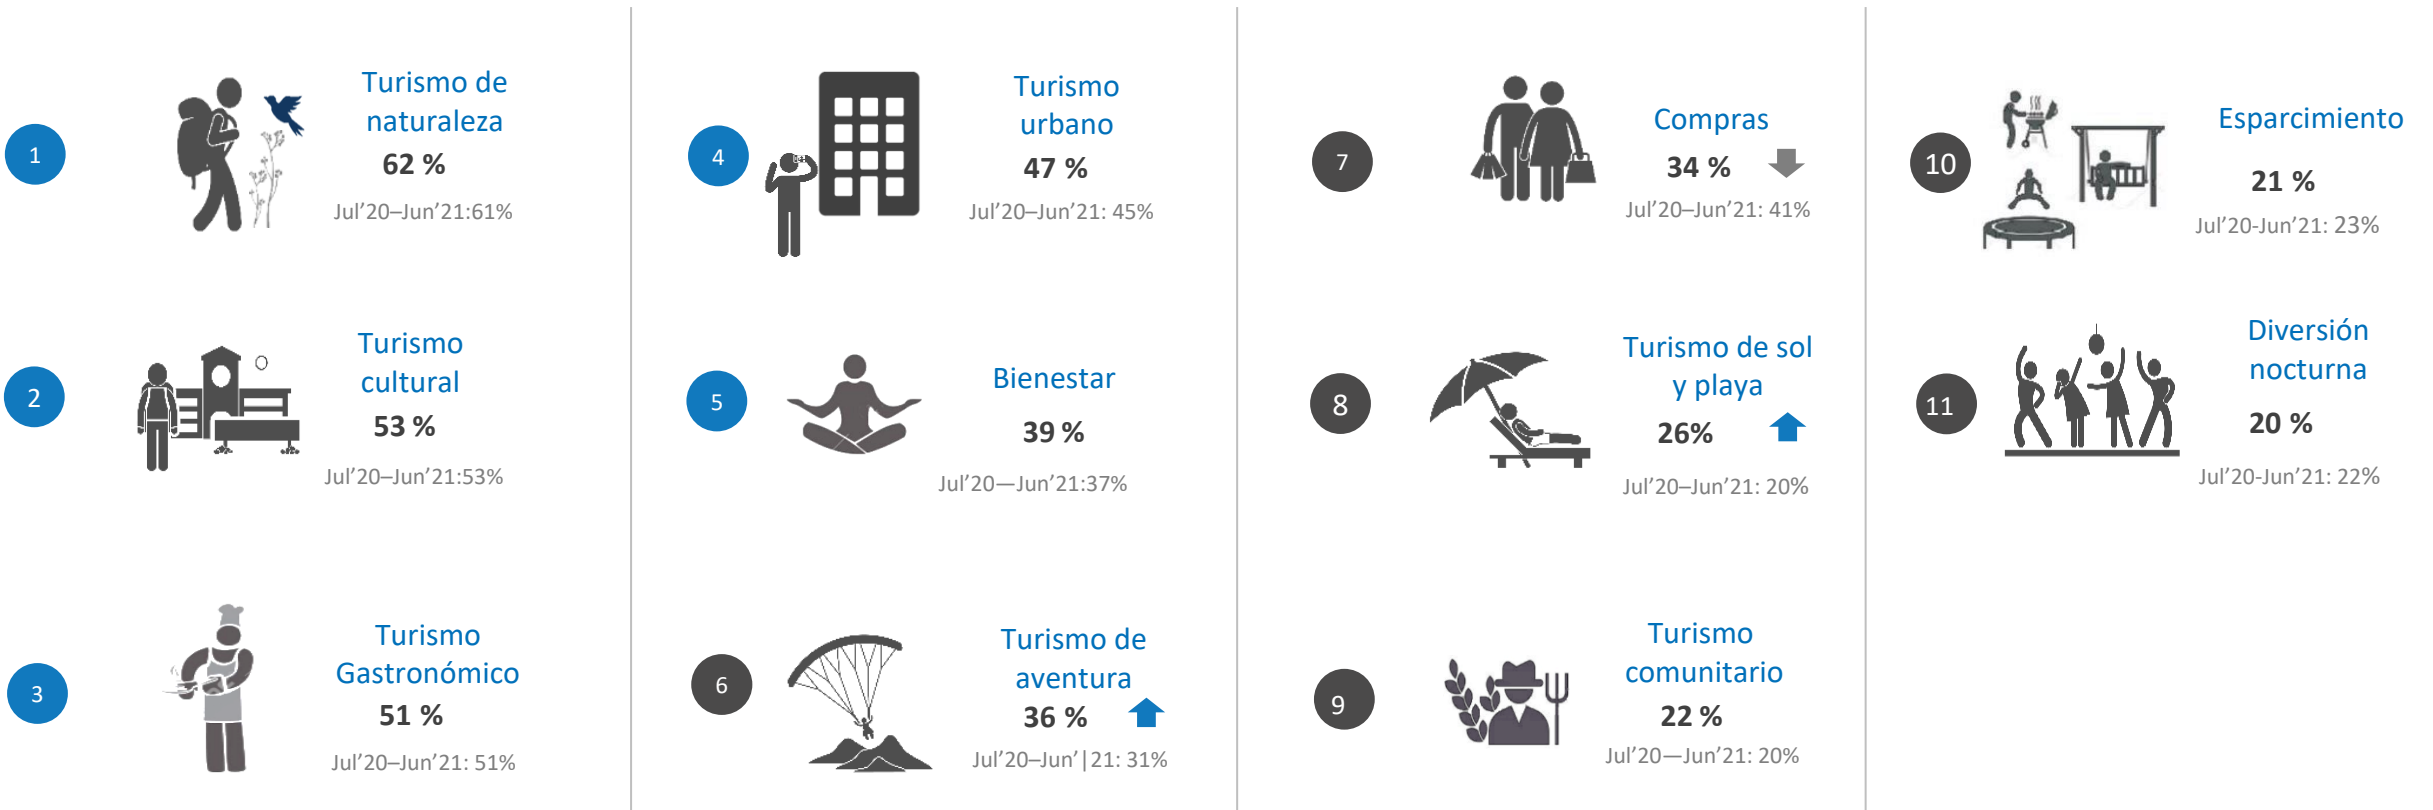 1
Turismo de
naturaleza
62 %
Jul’20–Jun’21:61%
2
Turismo
cultural
53 %
Jul’20–Jun’21:53%
3
Turismo
Gastronómico
51 %
Jul’20–Jun’21: 51%
4
Turismo
urbano
47 %
Jul’20–Jun’21: 45%
5
Bienestar
39 %
Jul’20—Jun’21:37%
6
Turismo de
aventura
36 %
Jul’20–Jun’|21: 31%
7
Compras
34 %
Jul’20–Jun’21: 41%
8
Turismo de sol
y playa
26%
Jul’20–Jun’21: 20%
9
Turismo
comunitario
22 %
Jul’20—Jun’21: 20%
10
Esparcimiento
21 %
Jul’20-Jun’21: 23%
11
Diversión
nocturna
20 %
Jul’20-Jun’21: 22%